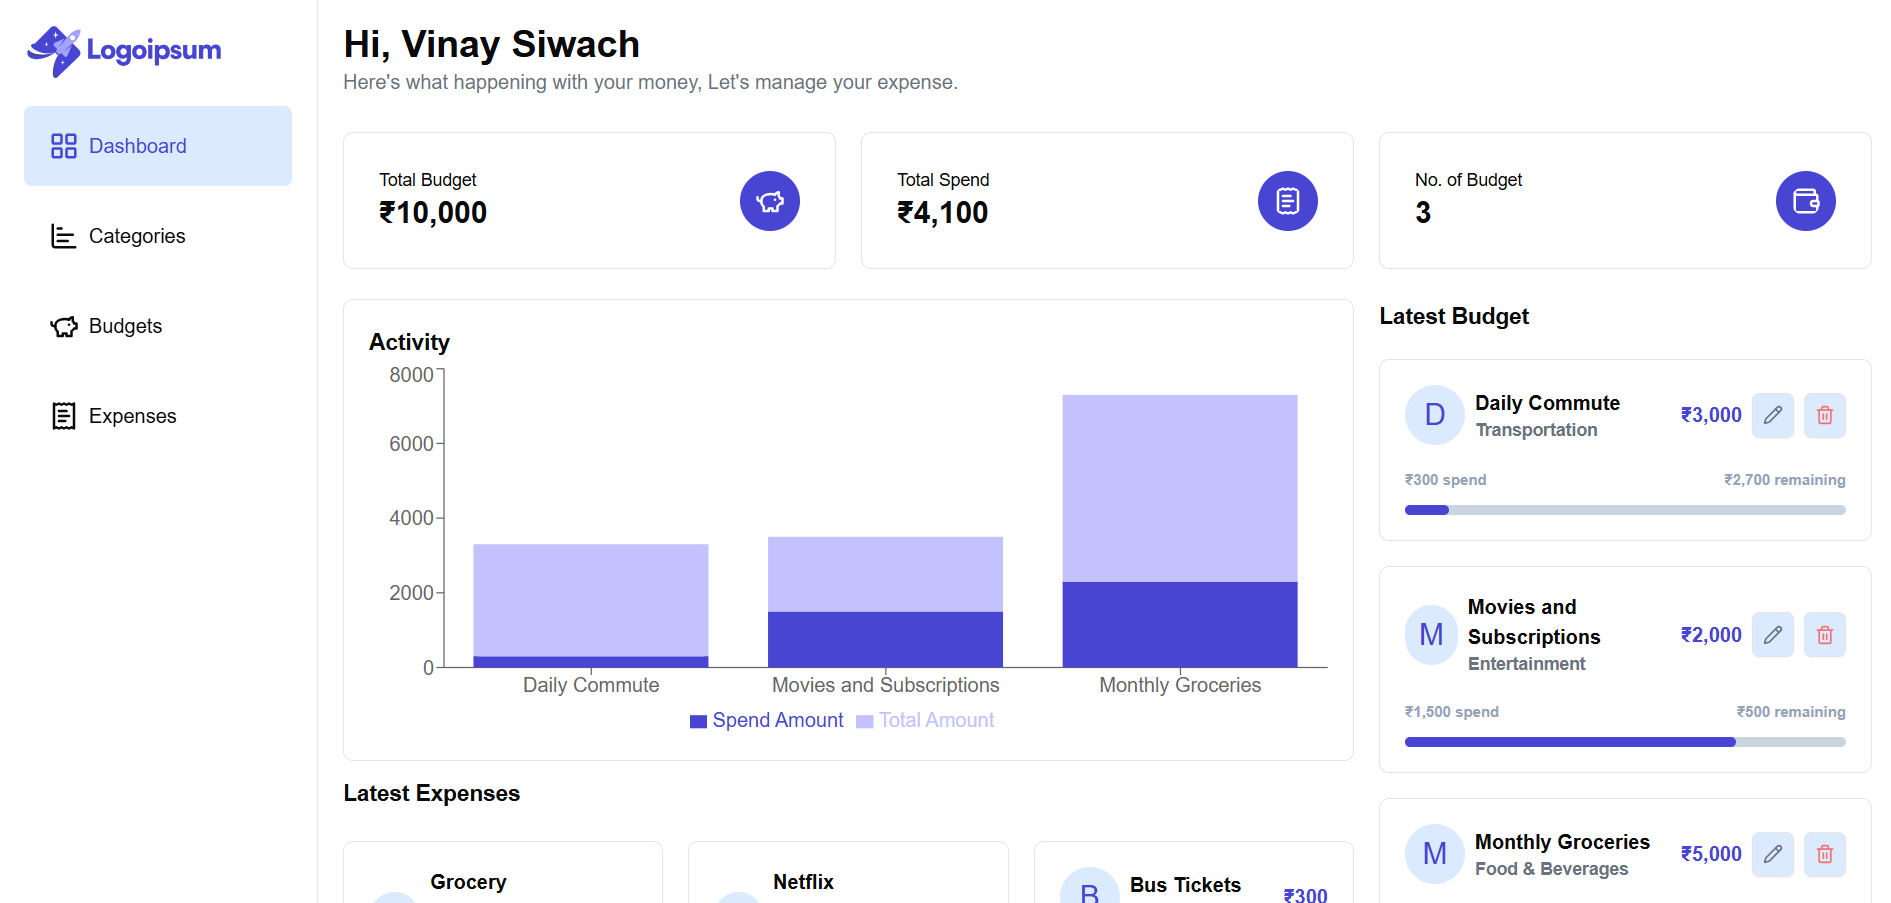 Logoipsum
Dashboard
Categories
Budgets
Expenses
Hi, Vinay Siwach
Here's what happening with your money, Let's manage your expense.
Total Budget
₹10,000
Total Spend
₹4,100
No. of Budget
3
Activity
8000
6000
4000
2000
0
Daily Commute
Movies and Subscriptions
Monthly Groceries
Spend Amount
Total Amount
Latest Budget
D
Daily Commute
Transportation
₹3,000
₹300 spend
₹2,700 remaining
M
Movies and
Subscriptions
Entertainment
₹2,000
₹1,500 spend
₹500 remaining
M
Monthly Groceries
Food & Beverages
₹5,000
Latest Expenses
Grocery
Netflix
B
Bus Tickets
₹300